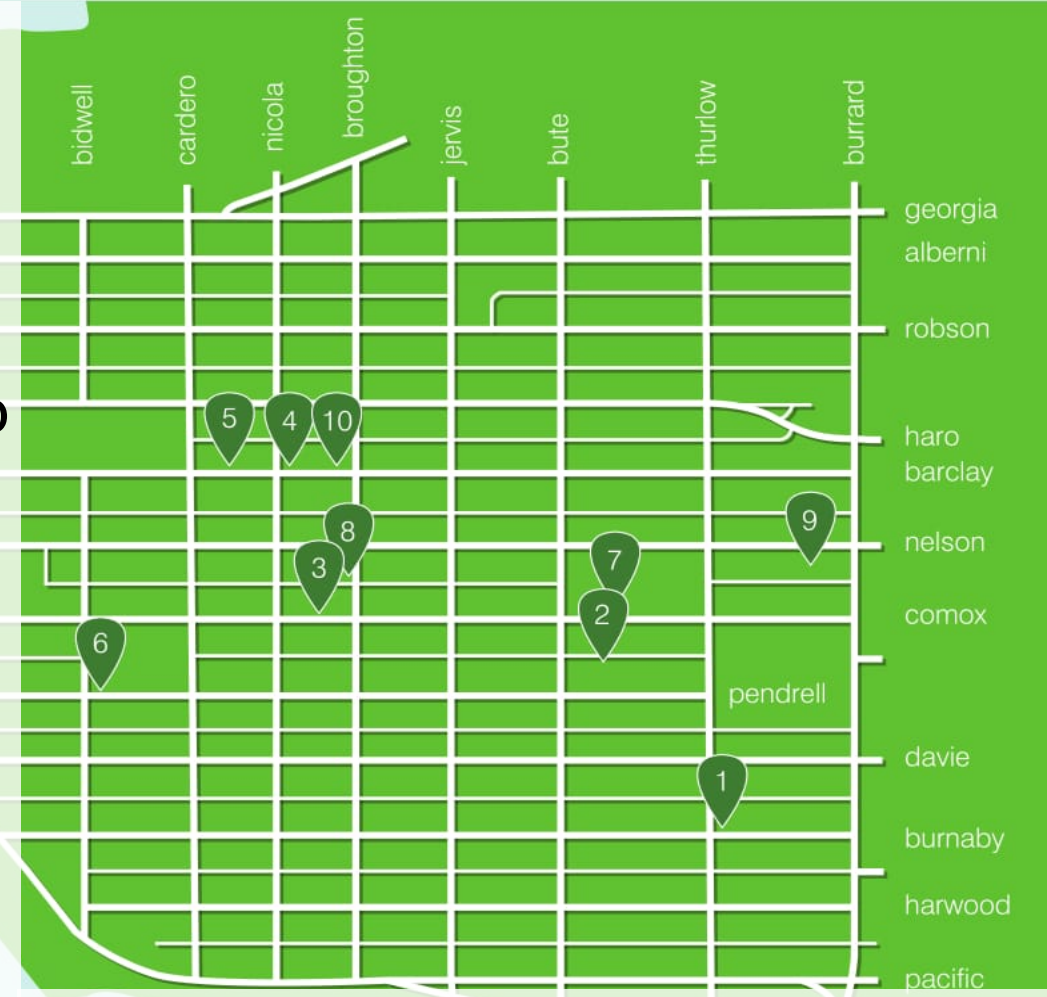 bidwell
cardero
nicola
broughton
jervis
bute
thurlow
burrard
georgia
alberni
robson
5
4
10
haro
barclay
9
8
nelson
7
3
2
comox
6
pendrell
davie
1
burnaby
harwood
pacific